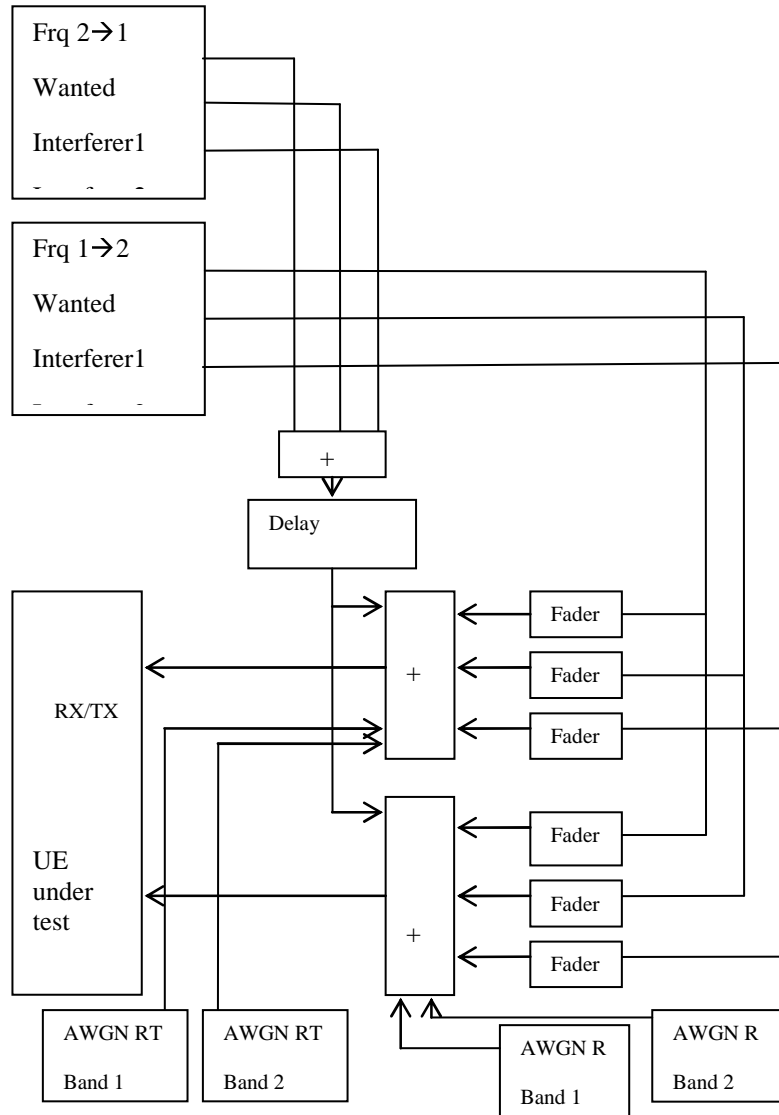 Frq 2→1
Wanted
Interferer1
Frq 1→2
Wanted
Interferer1
+
Delay
Fader
Fader
+
RX/TX
Fader
Fader
UE
under
test
Fader
+
Fader
AWGN RT
Band 1
AWGN RT
Band 2
AWGN R
Band 1
AWGN R
Band 2